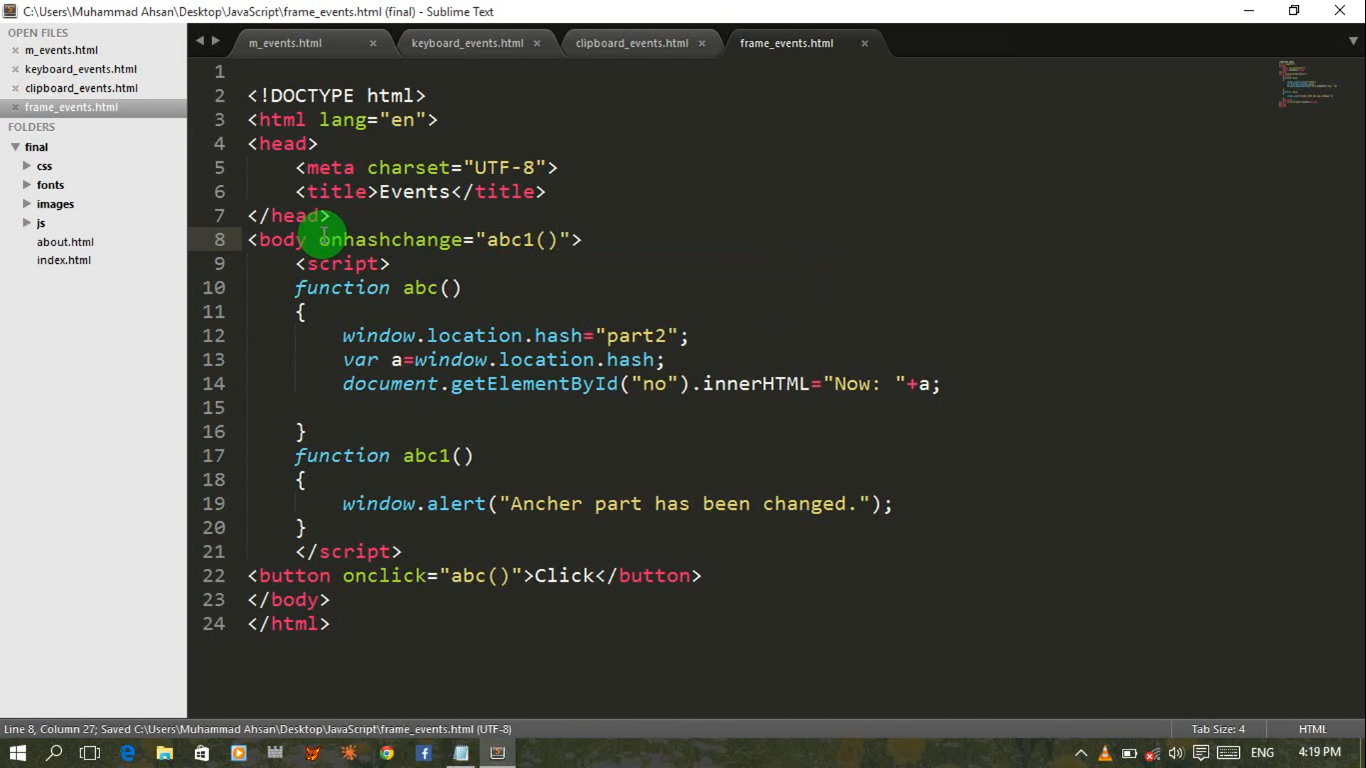 C:\Users\Muhammad Ahsan\Desktop\JavaScript\frame_events.html (final) - Sublime Text
OPEN FILES
m_events.html
keyboard_events.html
clipboard_events.html
frame_events.html
FOLDERS
final
css
fonts
images
js
about.html
index.html
m_events.html keyboard_events.html clipboard_events.html frame_events.html
1
2 <!DOCTYPE html>
3 <html lang="en">
4 <head>
5 <meta charset="UTF-8">
6 <title>Events</title>
7 </head>
8 <body onhashchange="abc1()">
9 <script>
10 function abc()
11 {
12 window.location.hash="part2";
13 var a=window.location.hash;
14 document.getElementById("no").innerHTML="Now: "+a;
15
16 }
17 function abc1()
18 {
19 window.alert("Ancher part has been changed.");
20 }
21 </script>
22 <button onclick="abc()">Click</button>
23 </body>
24 </html>
Line 8, Column 27; Saved C:\Users\Muhammad Ahsan\Desktop\JavaScript\frame_events.html (UTF-8) Tab Size: 4 HTML
ENG 4:19 PM